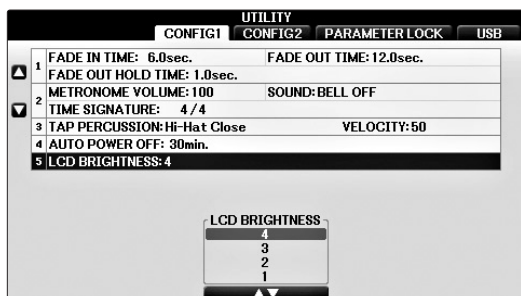 UTILITY
CONFIG1 CONFIG2 PARAMETER LOCK USB
1 FADE IN TIME: 6.0sec. FADE OUT TIME:12.0sec.
FADE OUT HOLD TIME: 1.0sec.
2 METRONOME VOLUME:100 SOUND:BELL OFF
TIME SIGNATURE: 4/4
3 TAP PERCUSSION:Hi-Hat Close VELOCITY:50
4 AUTO POWER OFF: 30min.
5 LCD BRIGHTNESS:4
LCD BRIGHTNESS
4
3
2
1